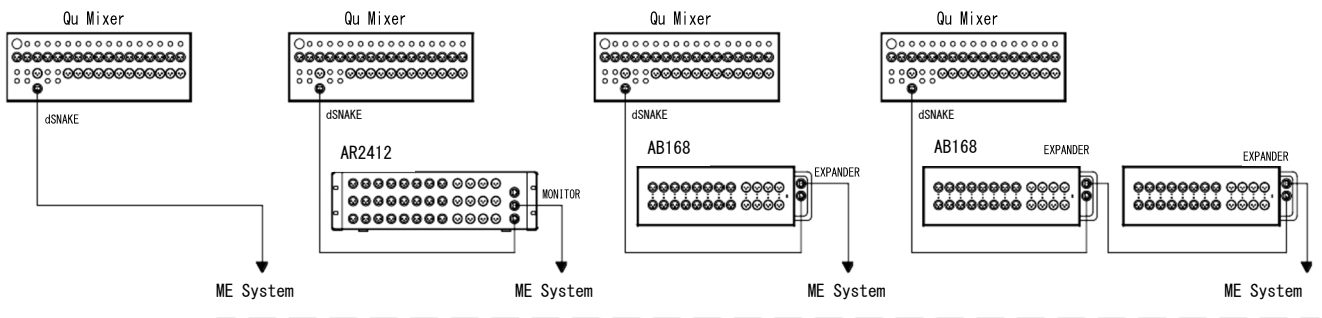 Qu Mixer
dSNAKE
ME System
Qu Mixer
dSNAKE
AR2412
MONITOR
ME System
Qu Mixer
dSNAKE
AB168
EXPANDER
ME System
Qu Mixer
dSNAKE
AB168
EXPANDER
EXPANDER
ME System